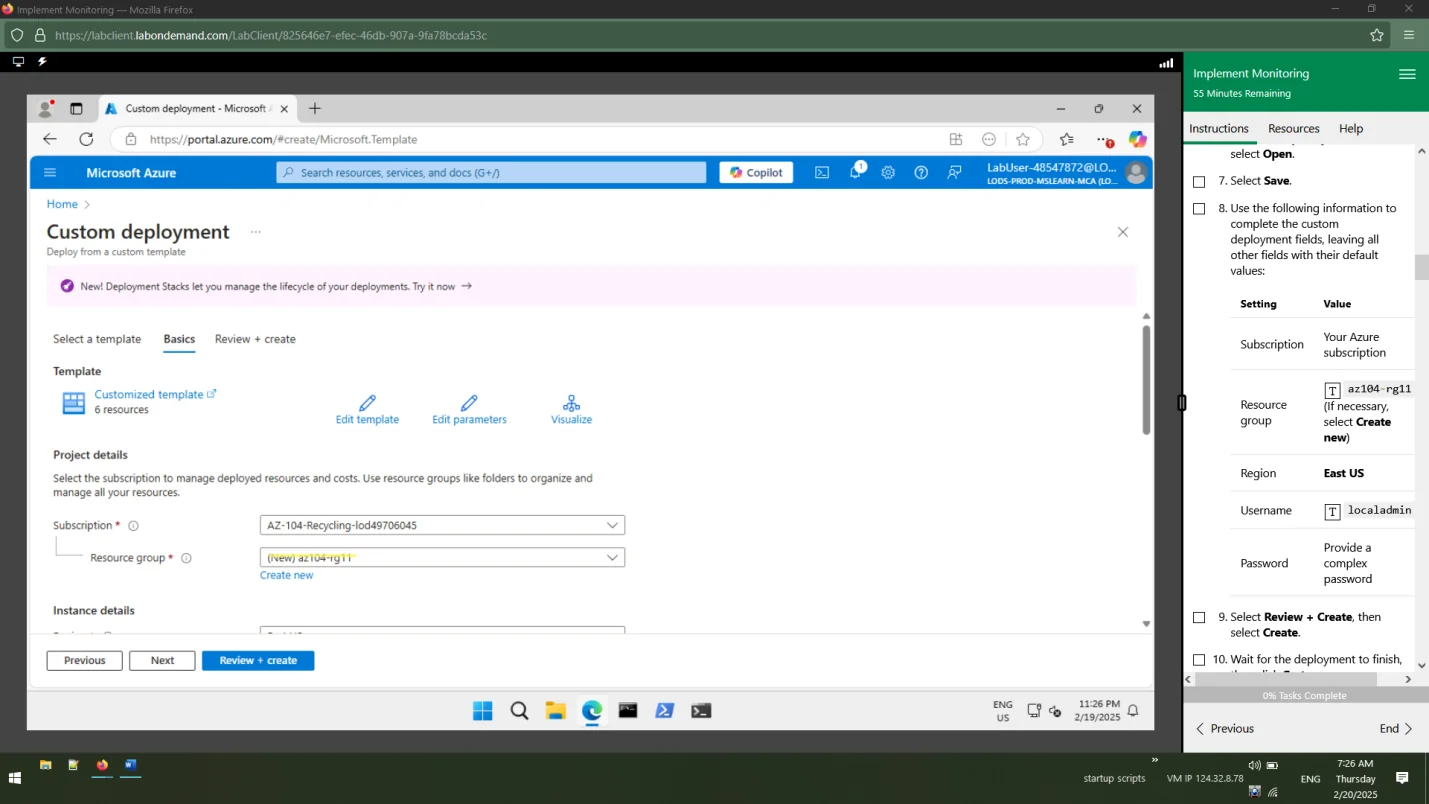 Implement Monitoring — Mozilla Firefox
https://labclient.labondemand.com/LabClient/825646e7-efec-46db-907a-9fa78bcda53c
Custom deployment - Microsoft A
https://portal.azure.com/#create/Microsoft.Template
Microsoft Azure
Search resources, services, and docs (G+/)
Copilot
1
LabUser-48547872@LO...
LODS-PROD-MSLEARN-MCA (LO...
Home
Custom deployment ...
Deploy from a custom template
New! Deployment Stacks let you manage the lifecycle of your deployments. Try it now →
Select a template
Basics
Review + create
Template
Customized template
6 resources
Edit template
Edit parameters
Visualize
Project details
Select the subscription to manage deployed resources and costs. Use resource groups like folders to organize and
manage all your resources.
Subscription *
AZ-104-Recycling-lod49706045
Resource group *
(New) az104-rg11
Create new
Instance details
Previous
Next
Review + create
ENG
US
11:26 PM
2/19/2025
Implement Monitoring
55 Minutes Remaining
Instructions
Resources
Help
select Open.
7. Select Save.
8. Use the following information to
complete the custom
deployment fields, leaving all
other fields with their default
values:
Setting Value
Subscription
Your Azure
subscription
Resource
group
T az104-rg11
(If necessary,
select Create
new)
Region East US
Username T localadmin
Password
Provide a
complex
password
9. Select Review + Create, then
select Create.
10. Wait for the deployment to finish,
0% Tasks Complete
Previous
End
startup scripts
VM IP 124.32.8.78
ENG
7:26 AM
Thursday
2/20/2025